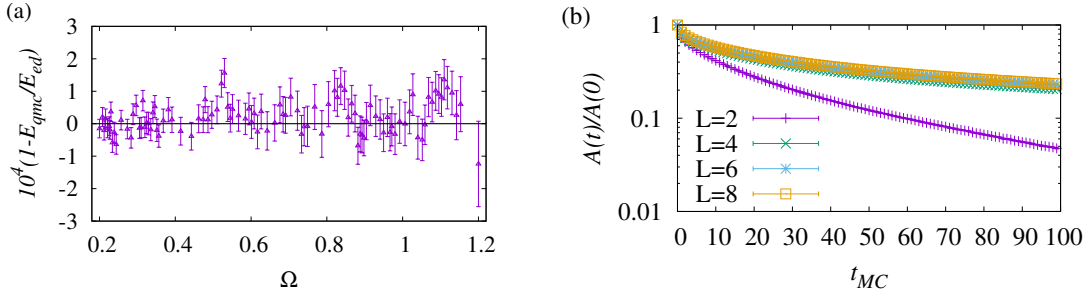 (a)
10⁴(1-E_qmc/E_ed)
3
2
1
0
-1
-2
-3
0.2 0.4 0.6 0.8 1 1.2
Ω
(b)
A(t)/A(0)
1
0.1
0.01
L=2
L=4
L=6
L=8
0 10 20 30 40 50 60 70 80 90 100
t_MC